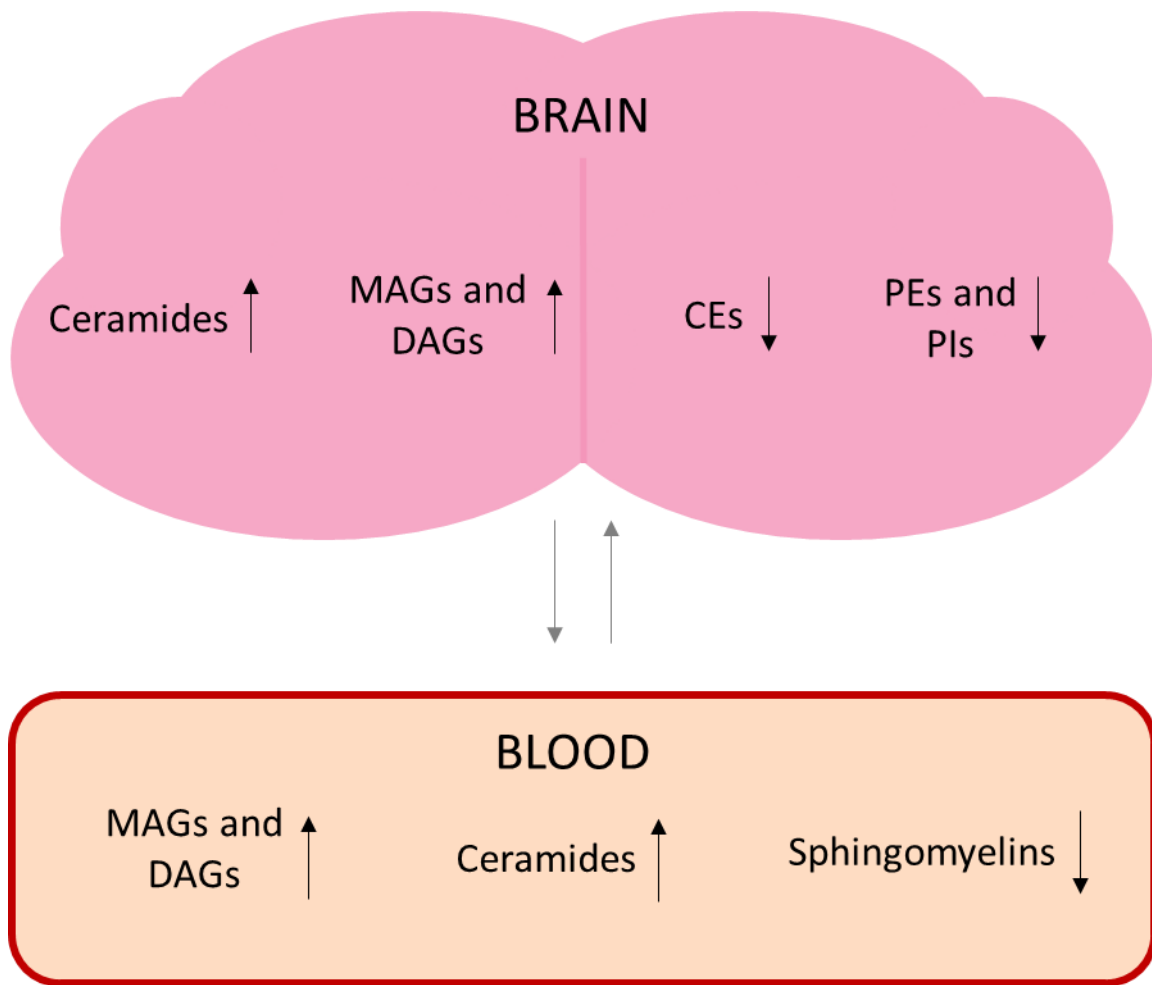 BRAIN
Ceramides
MAGs and
DAGs
CEs
PEs and
PIs
BLOOD
MAGs and
DAGs
Ceramides
Sphingomyelins